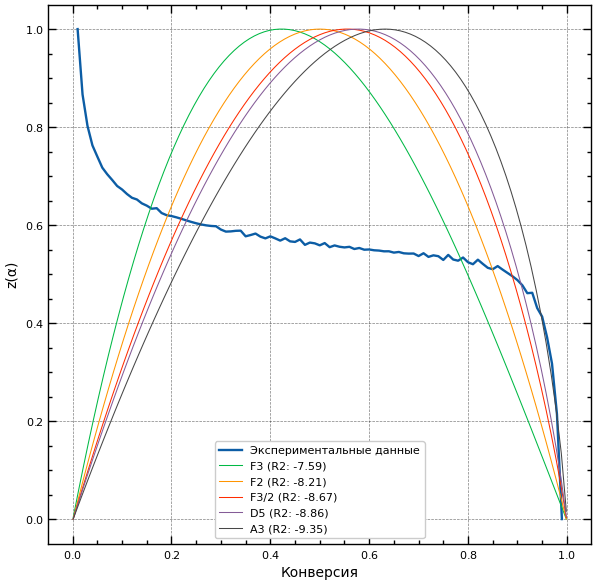 1.0
0.8
0.6
0.4
0.2
0.0
z(α)
Экспериментальные данные
F3 (R2: -7.59)
F2 (R2: -8.21)
F3/2 (R2: -8.67)
D5 (R2: -8.86)
A3 (R2: -9.35)
0.0 0.2 0.4 0.6 0.8 1.0
Конверсия